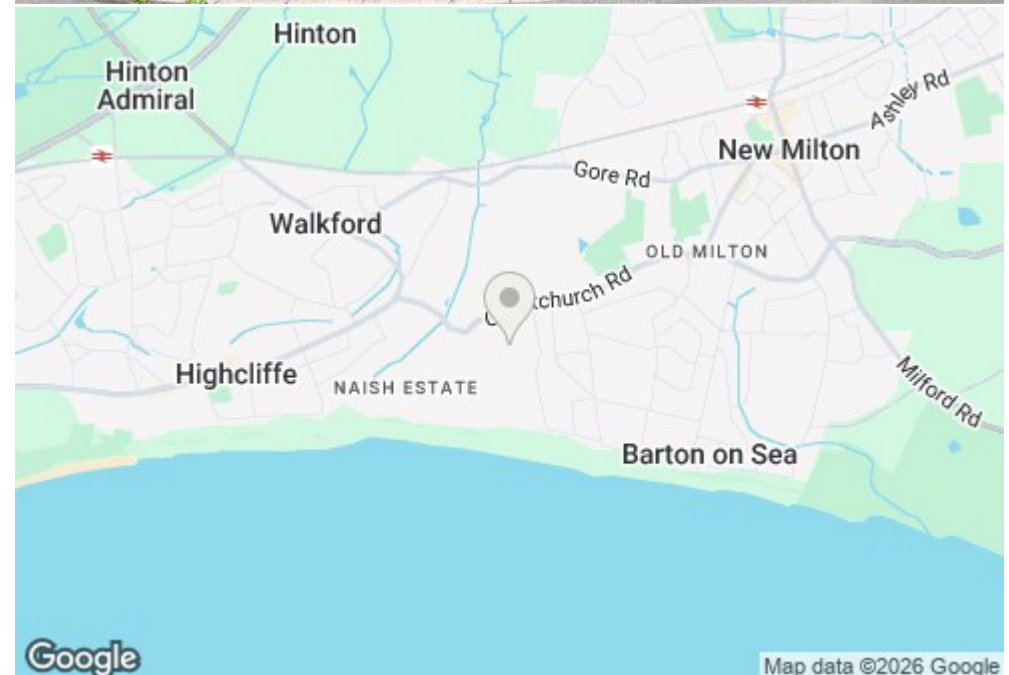 Hinton
Hinton
Admiral
Ashley Rd
New Milton
Gore Rd
Walkford
OLD MILTON
tchurch Rd
Highcliffe
NAISH ESTATE
Milford Rd
Barton on Sea
Google
Map data ©2026 Google